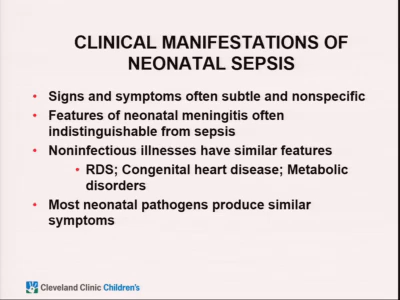 CLINICAL MANIFESTATIONS OF
NEONATAL SEPSIS
• Signs and symptoms often subtle and nonspecific
• Features of neonatal meningitis often
indistinguishable from sepsis
• Noninfectious illnesses have similar features
• RDS; Congenital heart disease; Metabolic
disorders
• Most neonatal pathogens produce similar
symptoms
Cleveland Clinic Children's